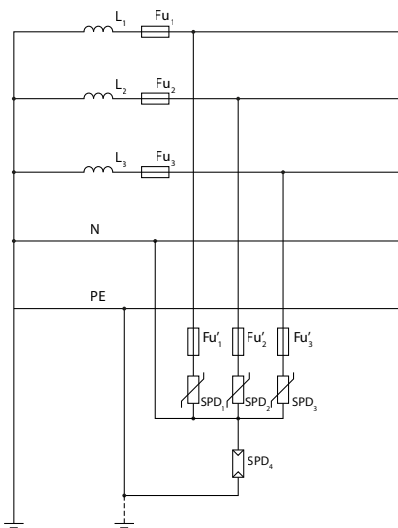 L₁ Fu₁
L₂ Fu₂
L₃ Fu₃
N
PE
Fu'₁ Fu'₂ Fu'₃
SPD₁ SPD₂ SPD₃
SPD₄